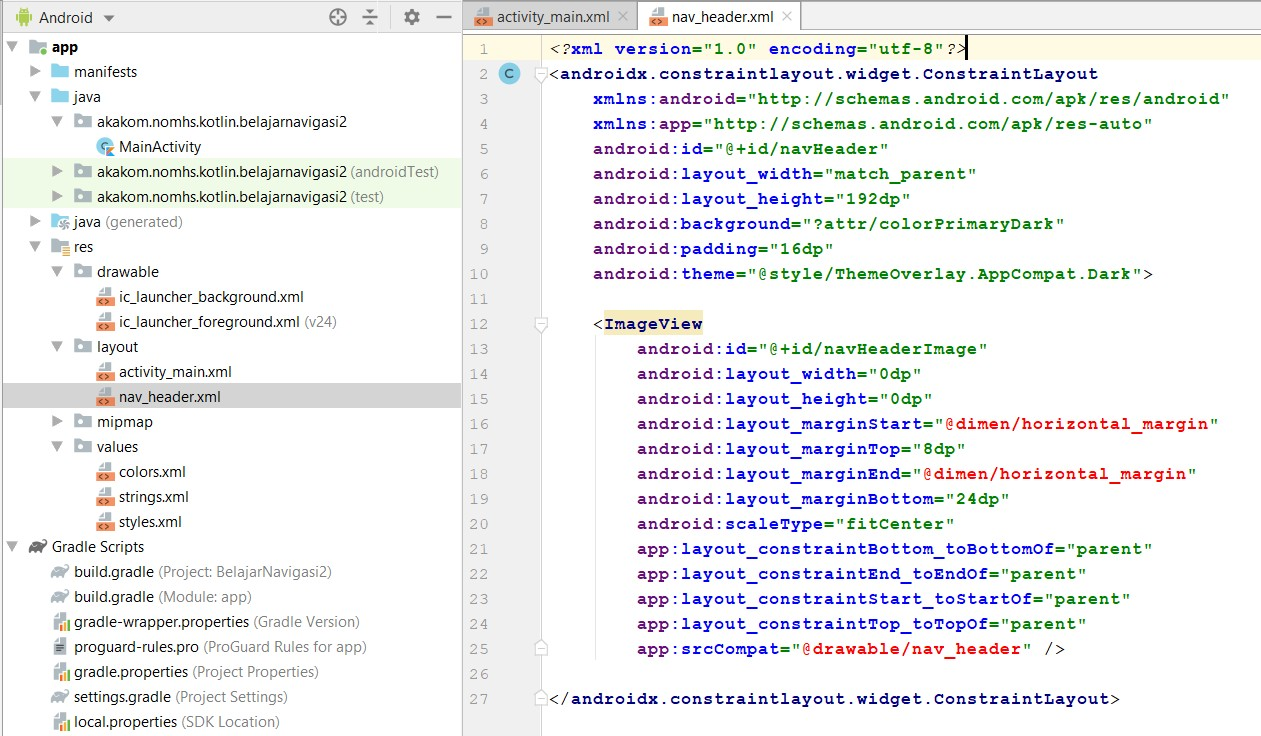 Android
app
manifests
java
akakom.nomhs.kotlin.belajarnavigasi2
MainActivity
akakom.nomhs.kotlin.belajarnavigasi2 (androidTest)
akakom.nomhs.kotlin.belajarnavigasi2 (test)
java (generated)
res
drawable
ic_launcher_background.xml
ic_launcher_foreground.xml (v24)
layout
activity_main.xml
nav_header.xml
mipmap
values
colors.xml
strings.xml
styles.xml
Gradle Scripts
build.gradle (Project: BelajarNavigasi2)
build.gradle (Module: app)
gradle-wrapper.properties (Gradle Version)
proguard-rules.pro (ProGuard Rules for app)
gradle.properties (Project Properties)
settings.gradle (Project Settings)
local.properties (SDK Location)
activity_main.xml nav_header.xml
1 <?xml version="1.0" encoding="utf-8"?>
2 C <androidx.constraintlayout.widget.ConstraintLayout
3 xmlns:android="http://schemas.android.com/apk/res/android"
4 xmlns:app="http://schemas.android.com/apk/res-auto"
5 android:id="@+id/navHeader"
6 android:layout_width="match_parent"
7 android:layout_height="192dp"
8 android:background="?attr/colorPrimaryDark"
9 android:padding="16dp"
10 android:theme="@style/ThemeOverlay.AppCompat.Dark">
11
12 <ImageView
13 android:id="@+id/navHeaderImage"
14 android:layout_width="0dp"
15 android:layout_height="0dp"
16 android:layout_marginStart="@dimen/horizontal_margin"
17 android:layout_marginTop="8dp"
18 android:layout_marginEnd="@dimen/horizontal_margin"
19 android:layout_marginBottom="24dp"
20 android:scaleType="fitCenter"
21 app:layout_constraintBottom_toBottomOf="parent"
22 app:layout_constraintEnd_toEndOf="parent"
23 app:layout_constraintStart_toStartOf="parent"
24 app:layout_constraintTop_toTopOf="parent"
25 app:srcCompat="@drawable/nav_header" />
26
27 </androidx.constraintlayout.widget.ConstraintLayout>